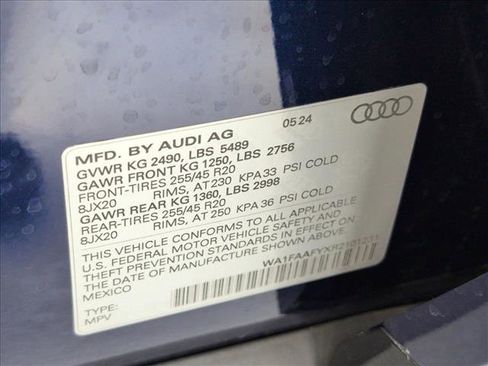 MFD. BY AUDI AG 05 24
GVWR KG 2490, LBS 5489
GAWR FRONT KG 1250, LBS 2756
FRONT-TIRES 255/45 R20
8JX20 RIMS, AT 230 KPA 33 PSI COLD
GAWR REAR KG 1360, LBS 2998
REAR-TIRES 255/45 R20
8JX20 RIMS, AT 250 KPA 36 PSI COLD
THIS VEHICLE CONFORMS TO ALL APPLICABLE
U.S. FEDERAL MOTOR VEHICLE SAFETY AND
THEFT PREVENTION STANDARDS IN EFFECT ON
THE DATE OF MANUFACTURE SHOWN ABOVE.
MEXICO
TYPE:
MPV